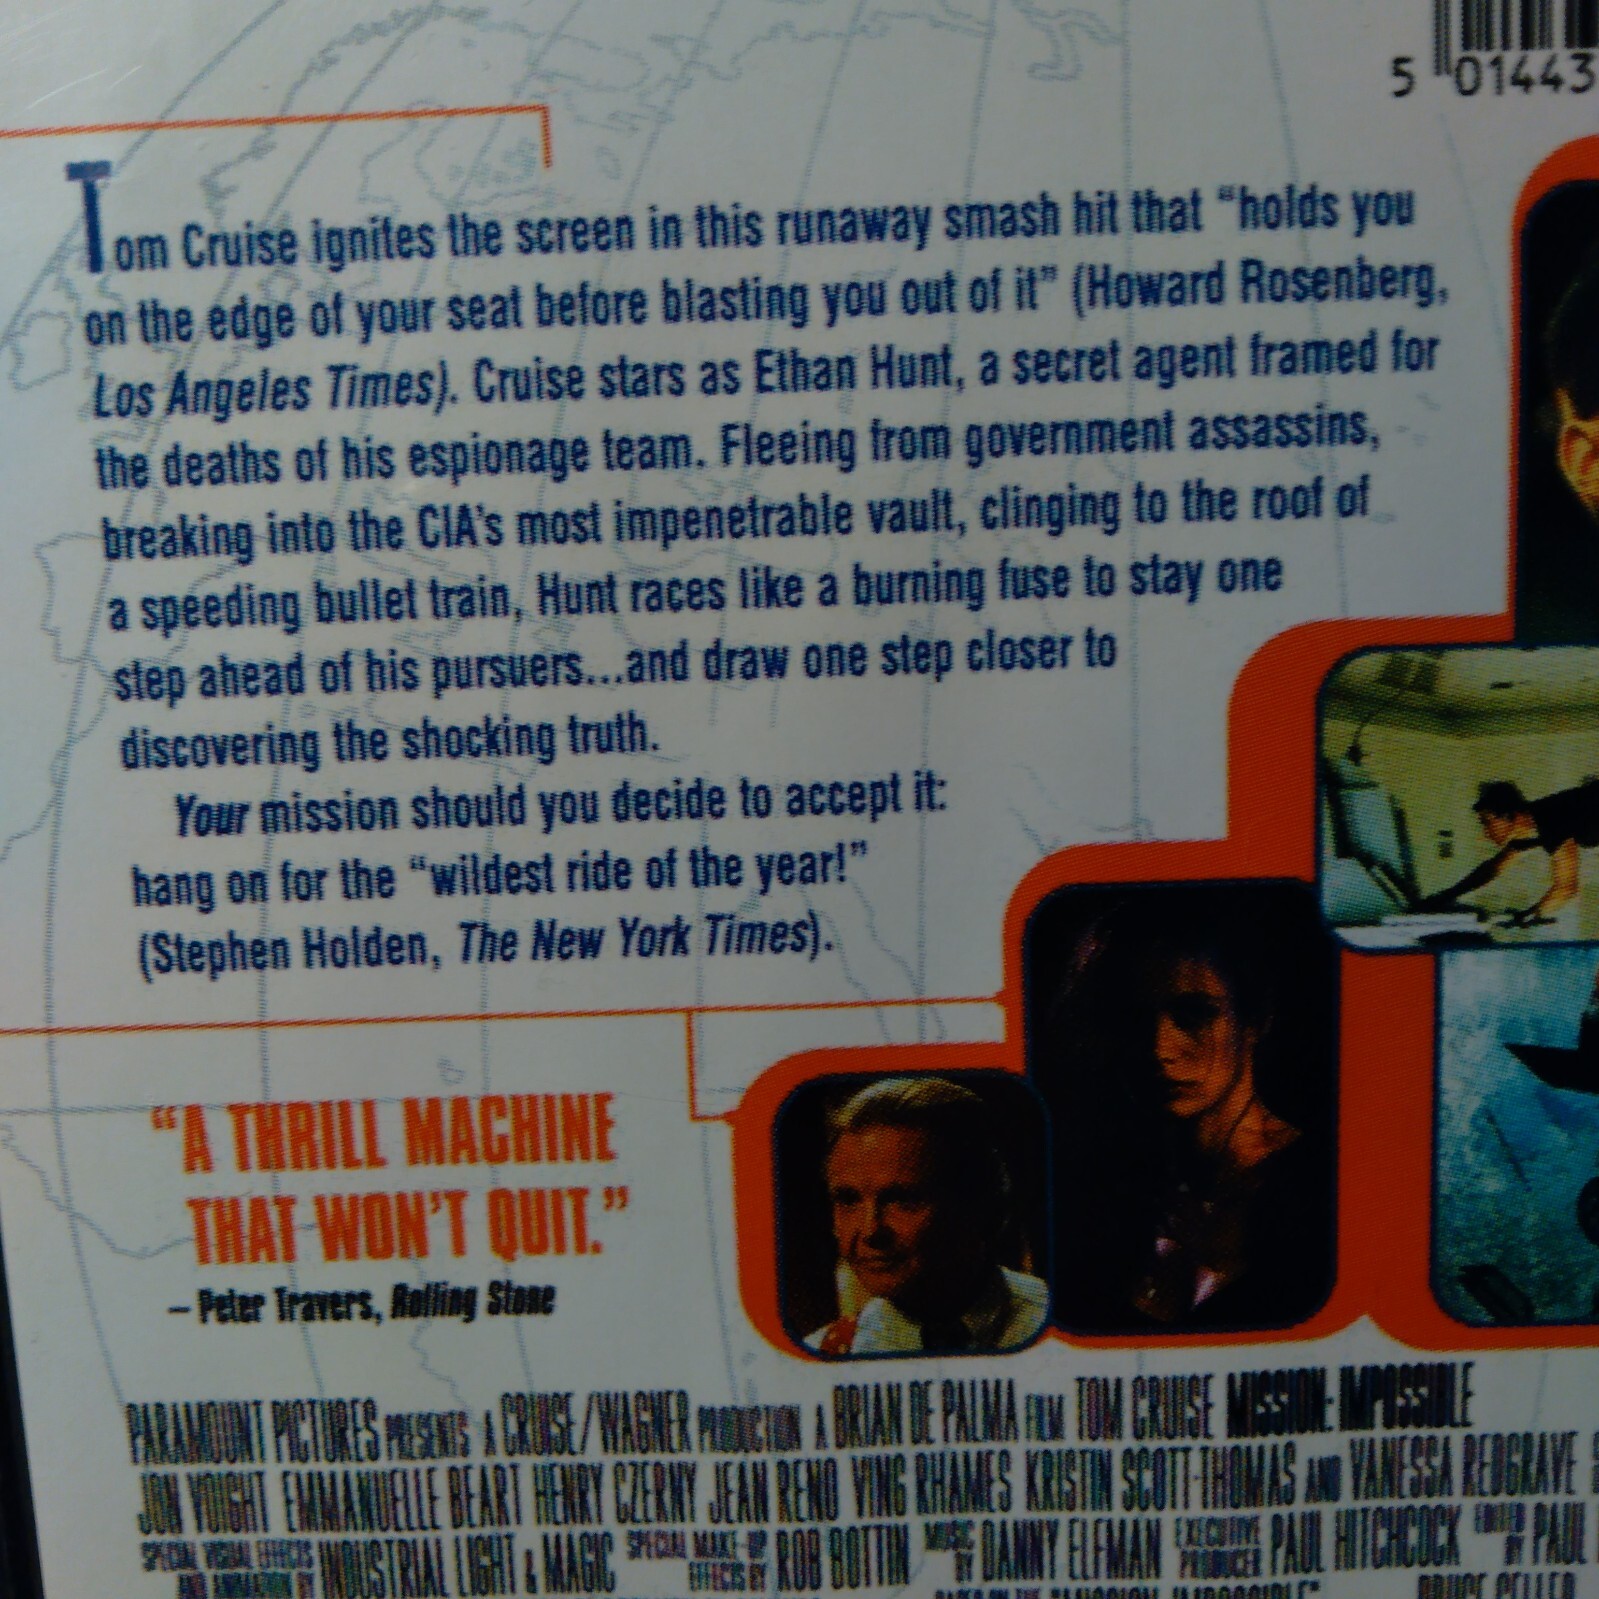 5 01443
Tom Cruise ignites the screen in this runaway smash hit that “holds you
on the edge of your seat before blasting you out of it” (Howard Rosenberg,
Los Angeles Times). Cruise stars as Ethan Hunt, a secret agent framed for
the deaths of his espionage team. Fleeing from government assassins,
breaking into the CIA's most impenetrable vault, clinging to the roof of
a speeding bullet train, Hunt races like a burning fuse to stay one
step ahead of his pursuers...and draw one step closer to
discovering the shocking truth.
Your mission should you decide to accept it:
hang on for the “wildest ride of the year!”
(Stephen Holden, The New York Times).
“A THRILL MACHINE
THAT WON'T QUIT.”
– Peter Travers, Rolling Stone
PARAMOUNT PICTURES PRESENTS A CRUISE/WAGNER PRODUCTION A BRIAN DE PALMA FILM TOM CRUISE MISSION: IMPOSSIBLE
JON VOIGHT EMMANUELLE BEART HENRY CZERNY JEAN RENO VING RHAMES KRISTIN SCOTT-THOMAS AND VANESSA REDGRAVE
SPECIAL VISUAL EFFECTS AND ANIMATION BY INDUSTRIAL LIGHT & MAGIC SPECIAL MAKE-UP EFFECTS BY ROB BOTTIN MUSIC BY DANNY ELFMAN EXECUTIVE PRODUCER PAUL HITCHCOCK EDITED BY PAUL
BASED ON THE "MISSION: IMPOSSIBLE" BRUCE GELLER